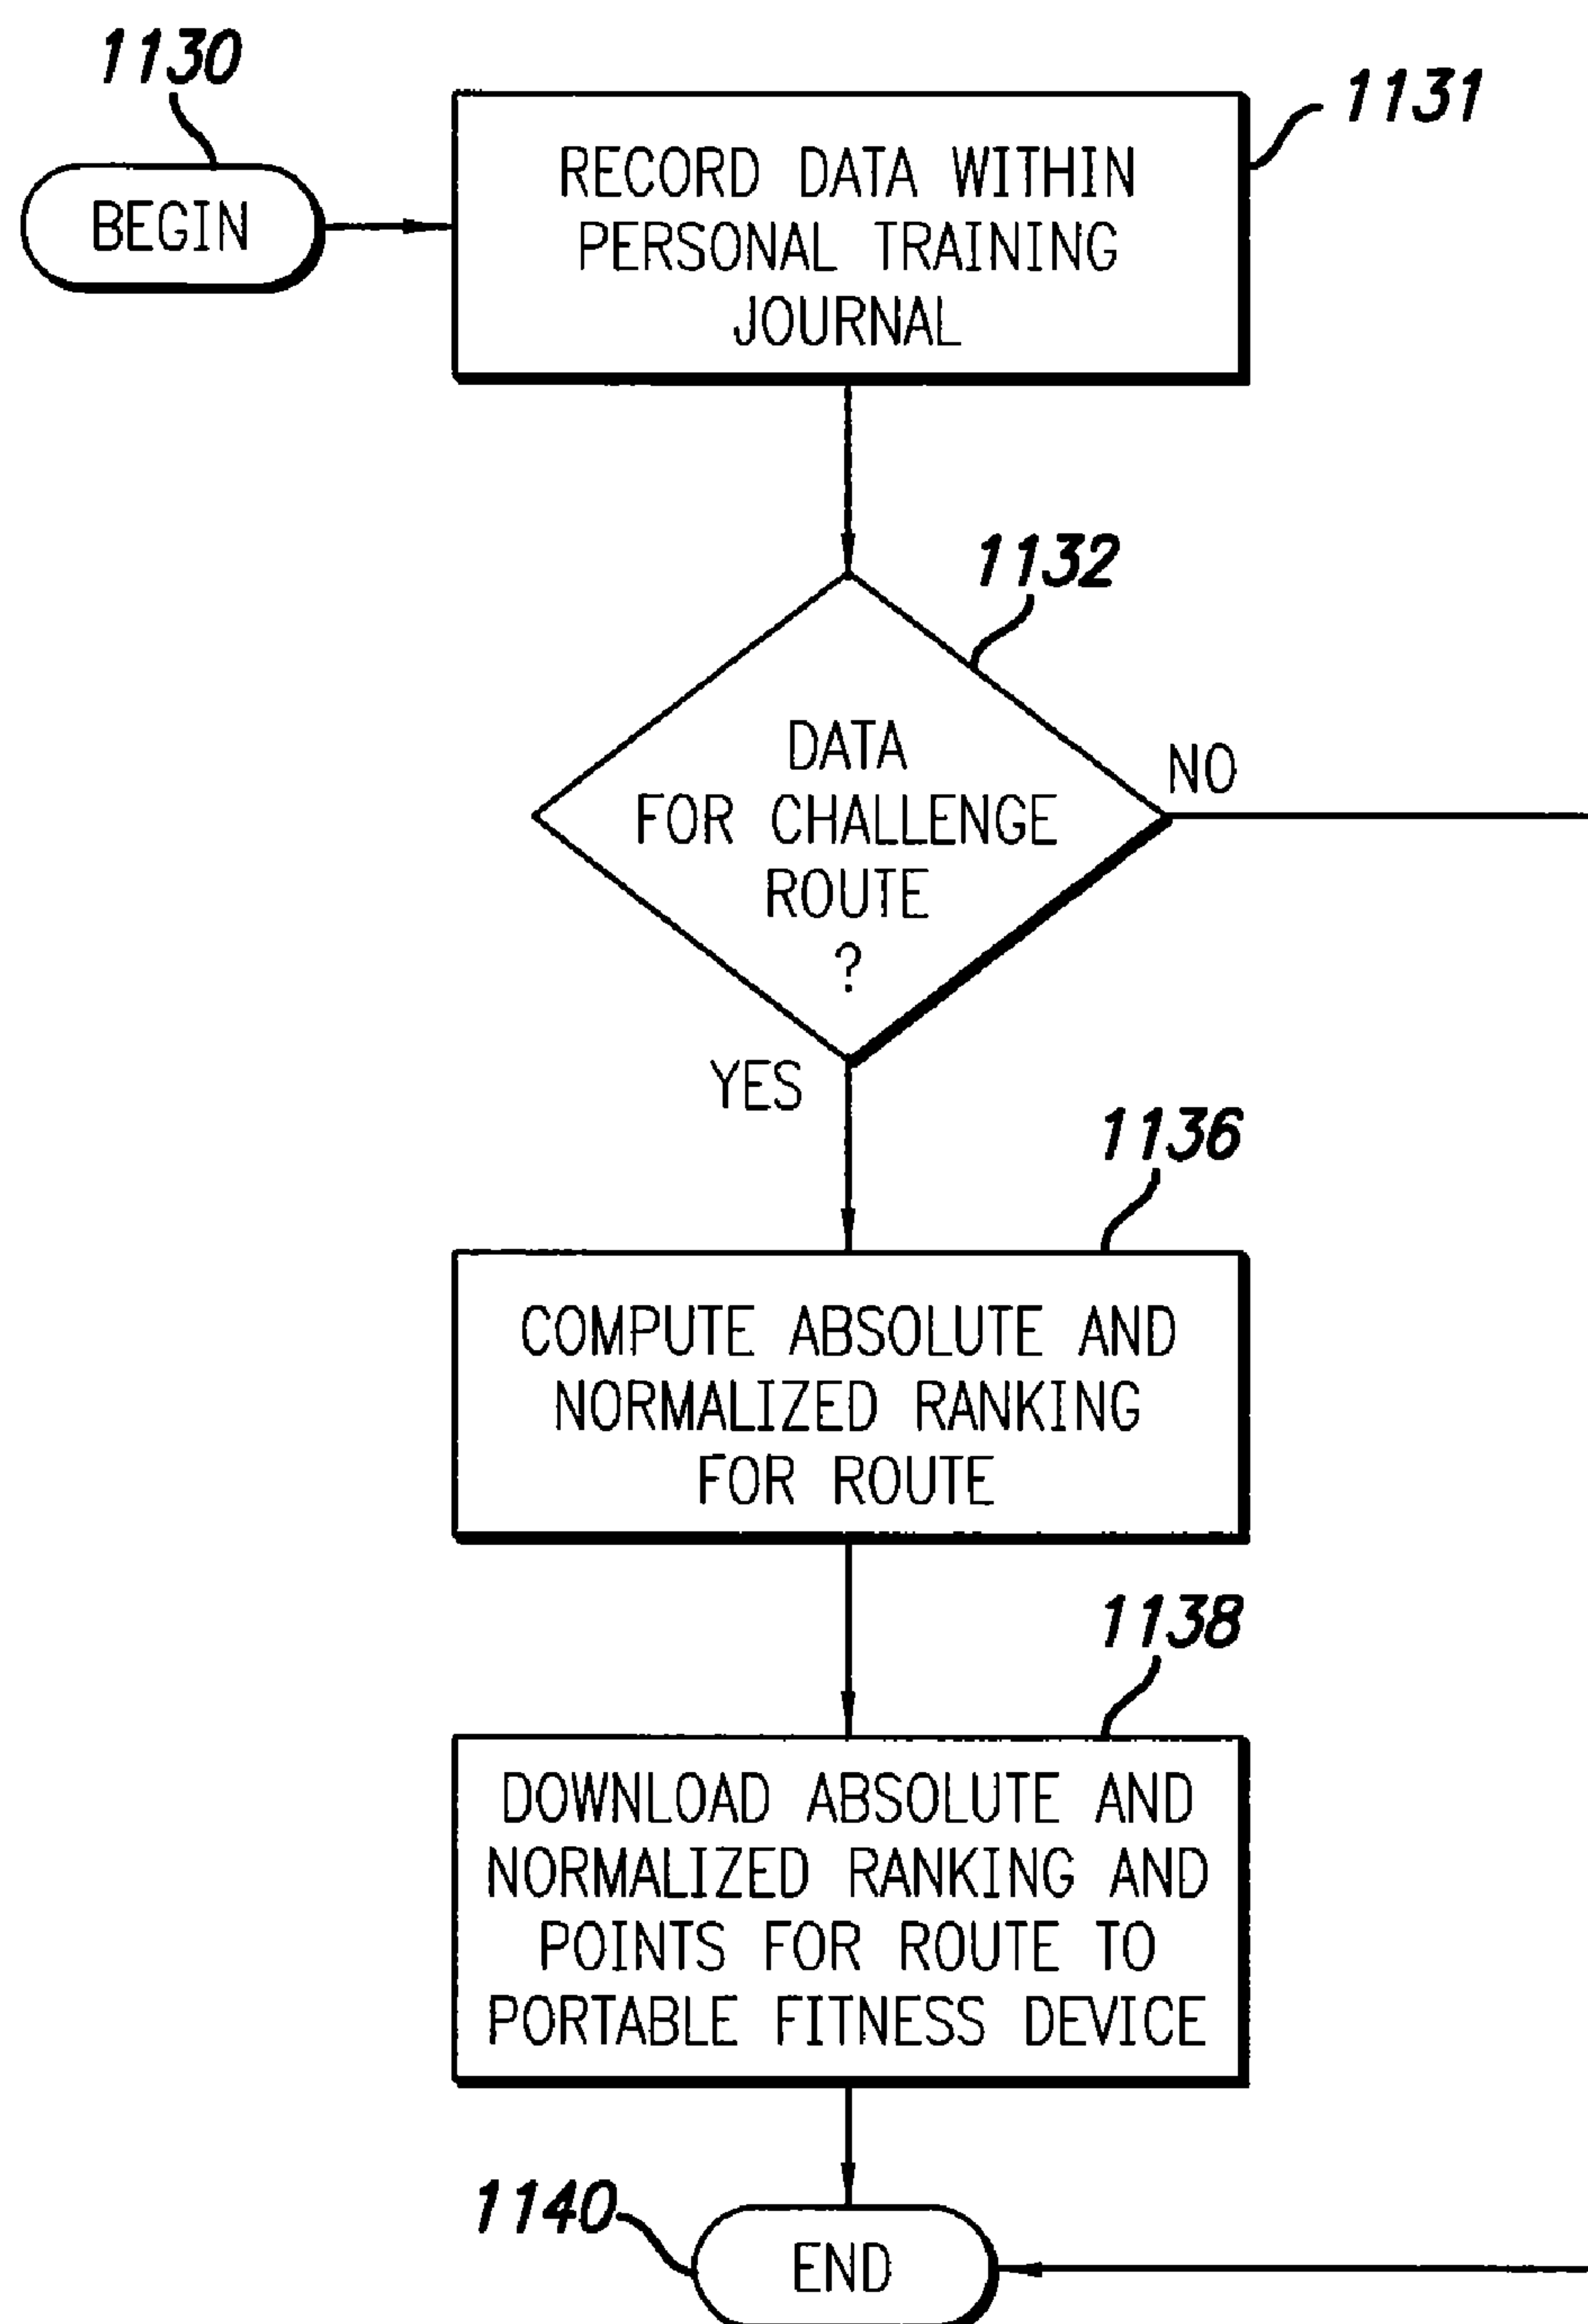 1130
BEGIN
1131
RECORD DATA WITHIN
PERSONAL TRAINING
JOURNAL
1132
DATA
FOR CHALLENGE
ROUTE
?
NO
YES
1136
COMPUTE ABSOLUTE AND
NORMALIZED RANKING
FOR ROUTE
1138
DOWNLOAD ABSOLUTE AND
NORMALIZED RANKING AND
POINTS FOR ROUTE TO
PORTABLE FITNESS DEVICE
1140
END